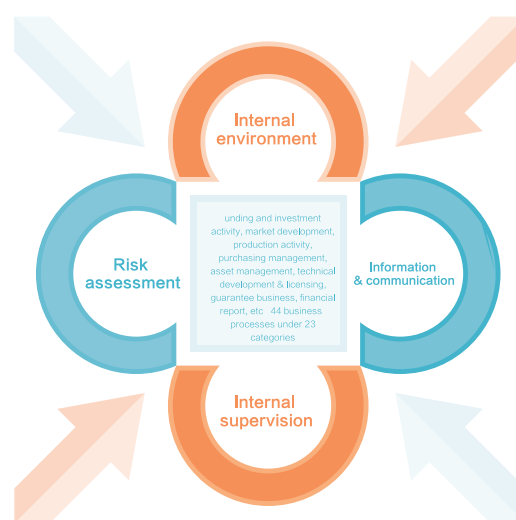 Internal
environment
Risk
assessment
unding and investment
activity, market development,
production activity,
purchasing management,
asset management, technical
development & licensing,
guarantee business, financial
report, etc 44 business
processes under 23
categories
Information
& communication
Internal
supervision